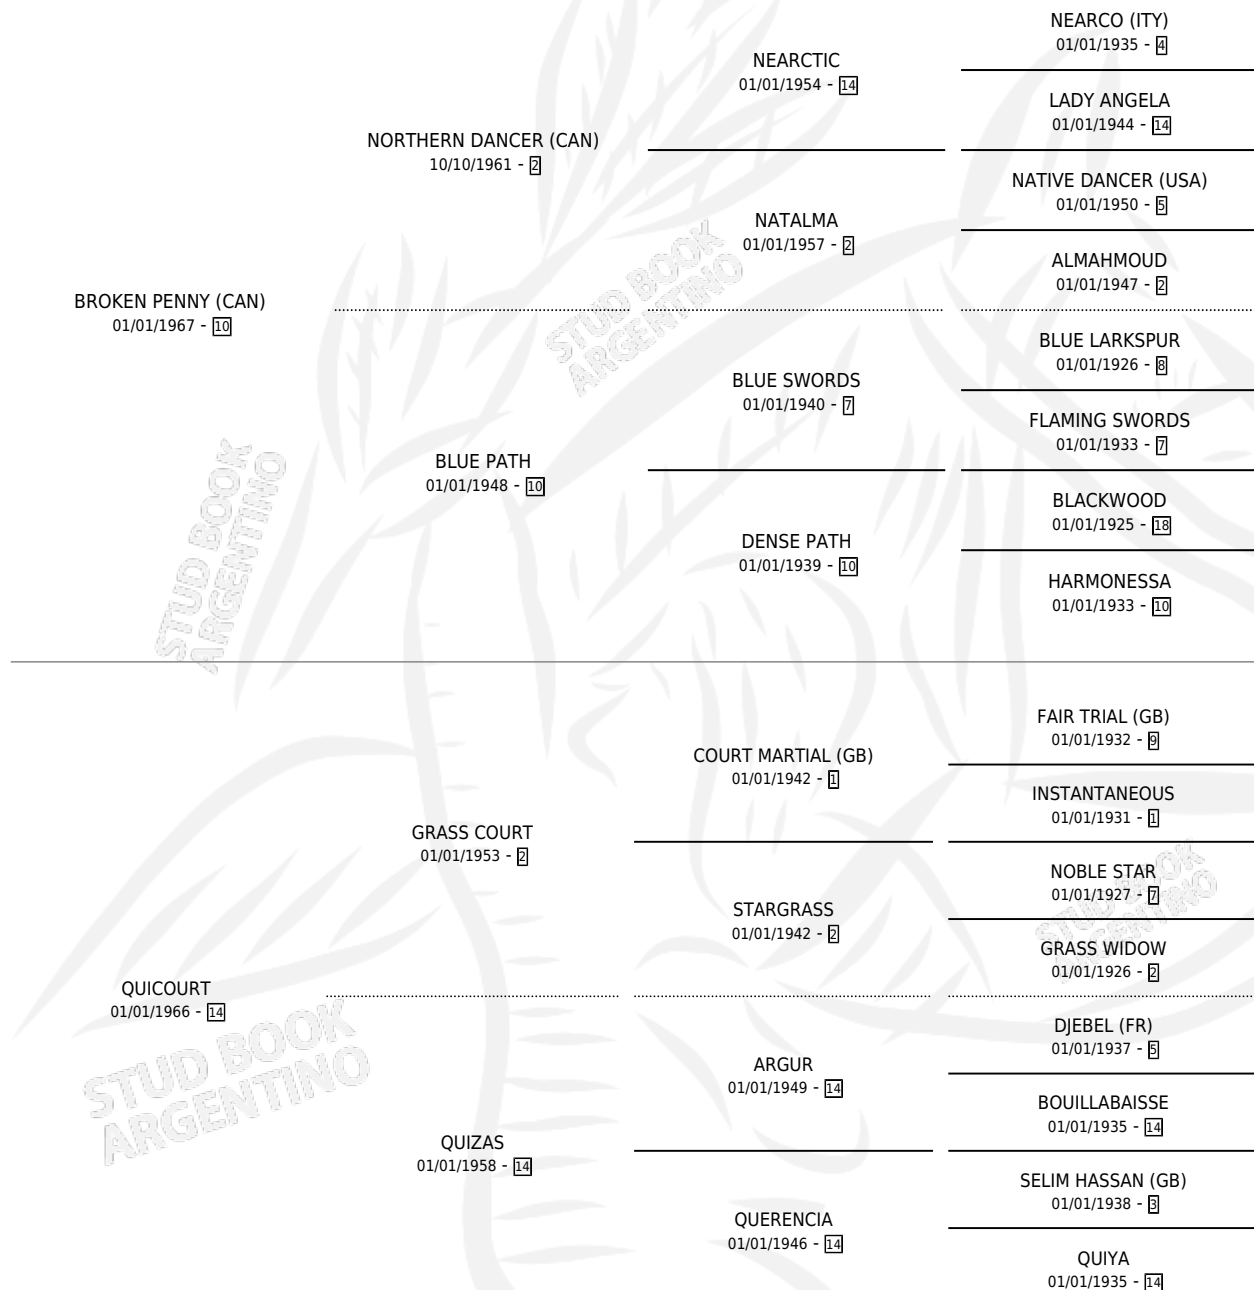 NEARCO (ITY)
01/01/1935 - 4
NEARCTIC
01/01/1954 - 14
LADY ANGELA
01/01/1944 - 14
NORTHERN DANCER (CAN)
10/10/1961 - 2
NATIVE DANCER (USA)
01/01/1950 - 5
NATALMA
01/01/1957 - 2
ALMAHMOUD
01/01/1947 - 2
BROKEN PENNY (CAN)
01/01/1967 - 10
STUD BOOK
ARGENTINO
BLUE LARKSPUR
01/01/1926 - 8
BLUE SWORDS
01/01/1940 - 7
FLAMING SWORDS
01/01/1933 - 7
BLUE PATH
01/01/1948 - 10
BLACKWOOD
01/01/1925 - 18
DENSE PATH
01/01/1939 - 10
HARMONESSA
01/01/1933 - 10
STUD BOOK
ARGENTINO
FAIR TRIAL (GB)
01/01/1932 - 9
COURT MARTIAL (GB)
01/01/1942 - 1
INSTANTANEOUS
01/01/1931 - 1
GRASS COURT
01/01/1953 - 2
NOBLE STAR
01/01/1927 - 7
STUD BOOK
ARGENTINO
STARGRASS
01/01/1942 - 2
GRASS WIDOW
01/01/1926 - 2
QUICOURT
01/01/1966 - 14
DJEBEL (FR)
01/01/1937 - 5
ARGUR
01/01/1949 - 14
BOUILLABAISSE
01/01/1935 - 14
STUD BOOK
ARGENTINO
QUIZAS
01/01/1958 - 14
SELIM HASSAN (GB)
01/01/1938 - 3
QUERENCIA
01/01/1946 - 14
QUIYA
01/01/1935 - 14